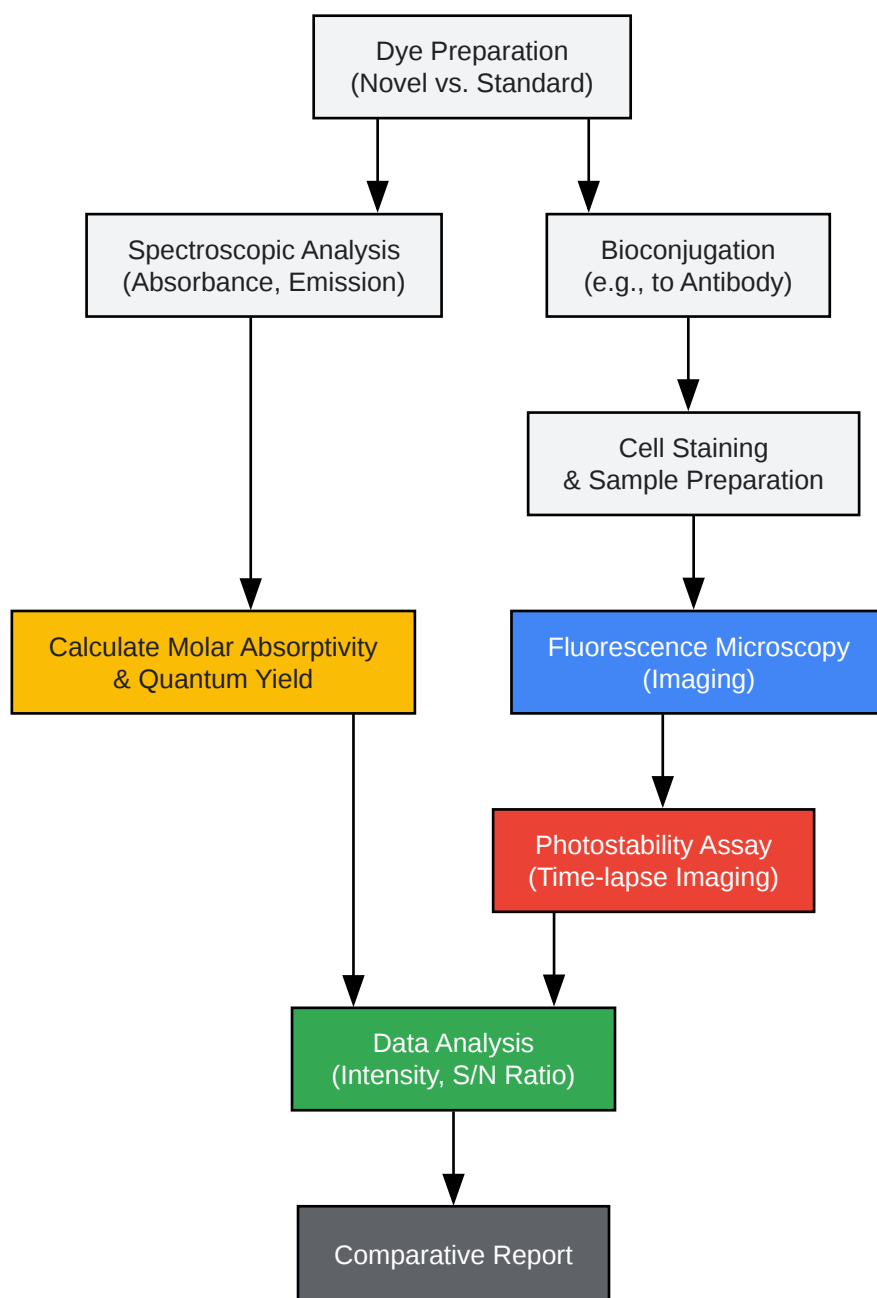 Dye Preparation
(Novel vs. Standard)
Spectroscopic Analysis
(Absorbance, Emission)
Bioconjugation
(e.g., to Antibody)
Cell Staining
& Sample Preparation
Calculate Molar Absorptivity
& Quantum Yield
Fluorescence Microscopy
(Imaging)
Photostability Assay
(Time-lapse Imaging)
Data Analysis
(Intensity, S/N Ratio)
Comparative Report